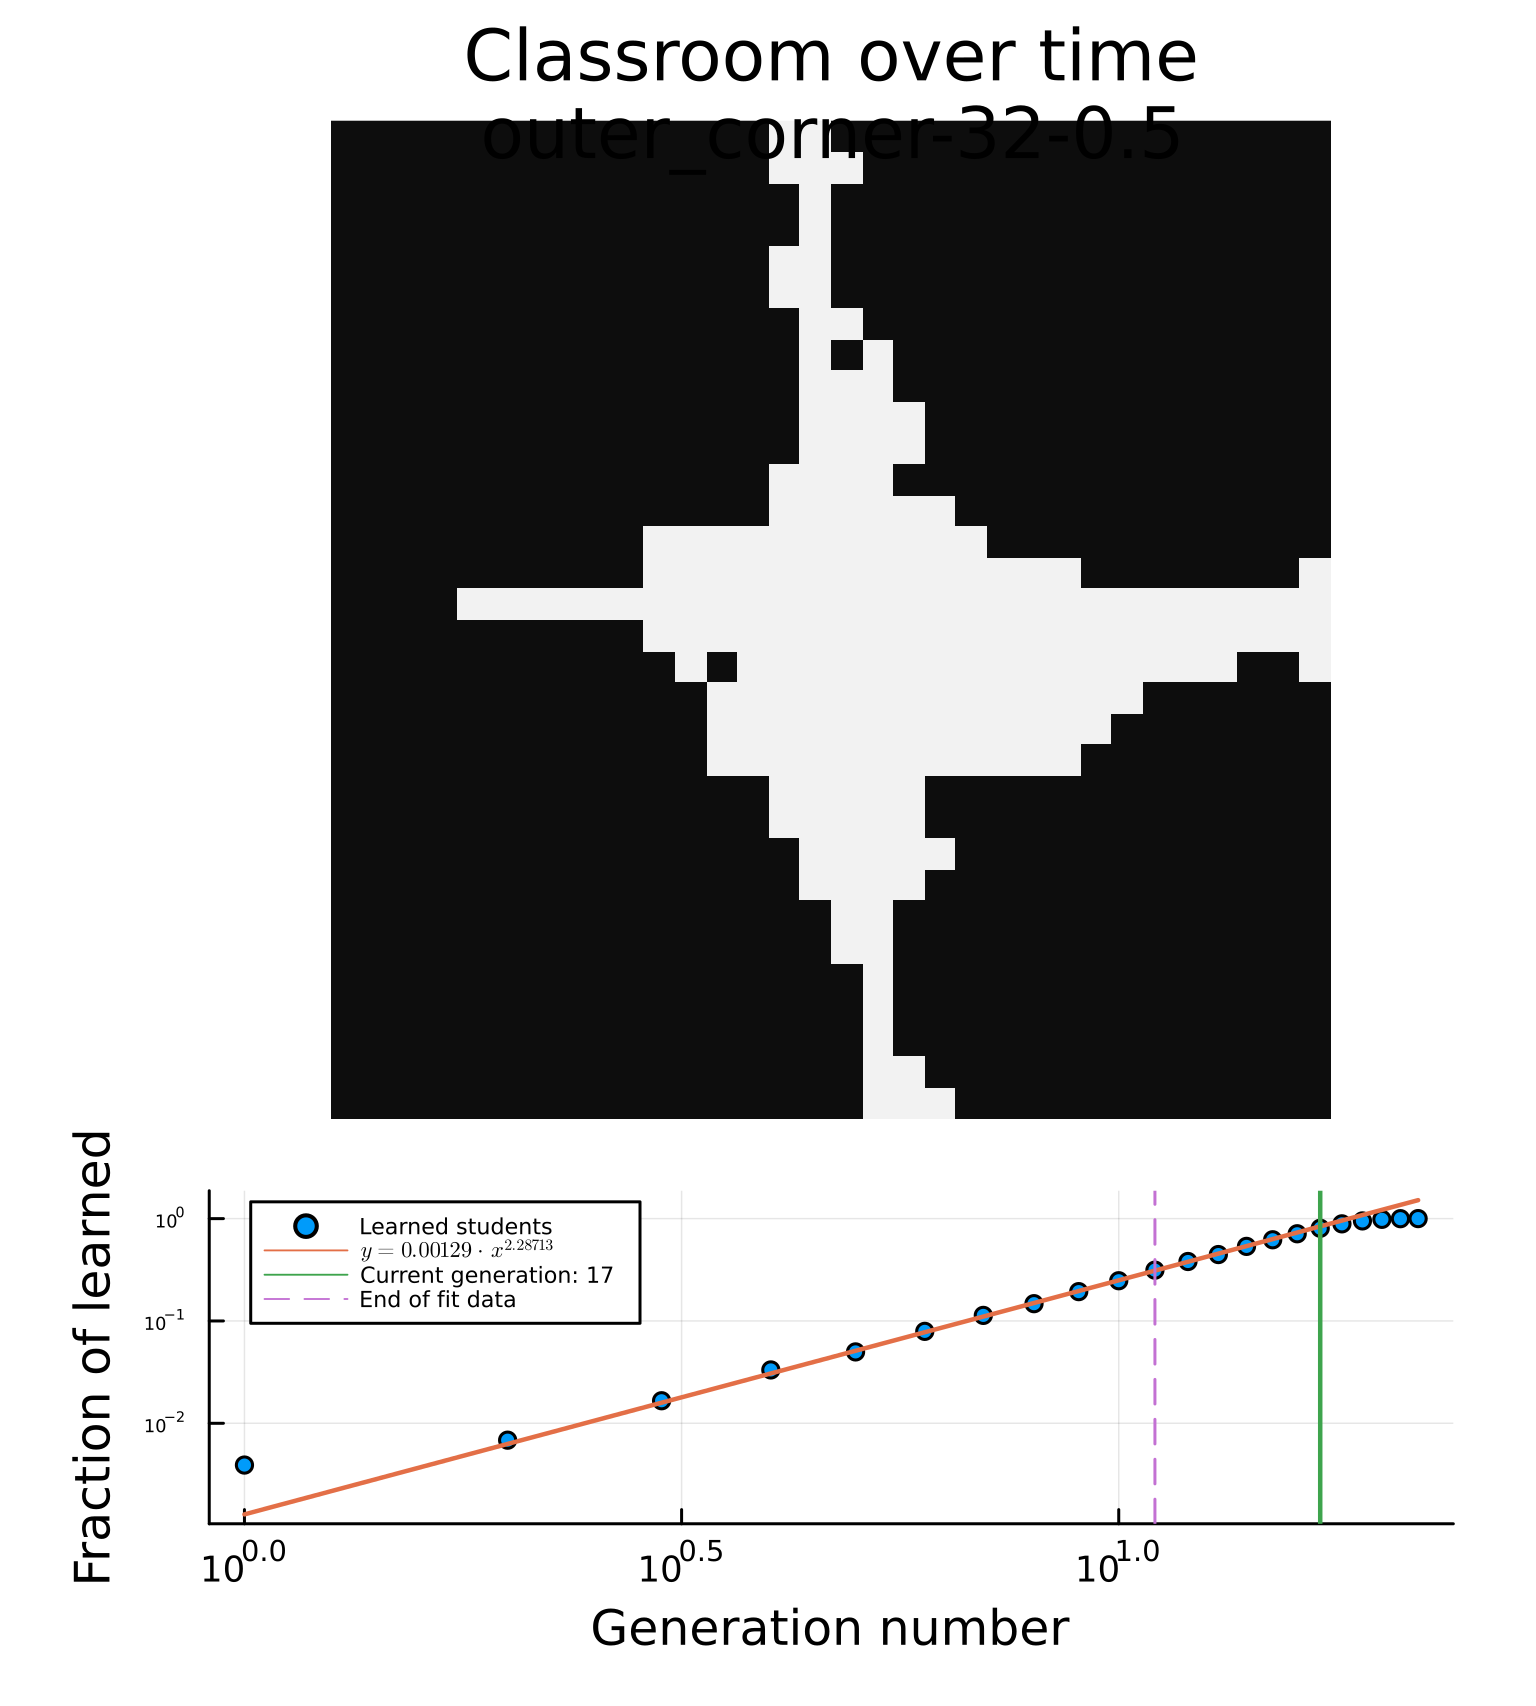 Classroom over time
outer_corner-32-0.5
Fraction of learned
10⁰
10⁻¹
10⁻²
Learned students
y = 0.00129 · x^2.28713
Current generation: 17
End of fit data
10^0.0
10^0.5
10^1.0
Generation number